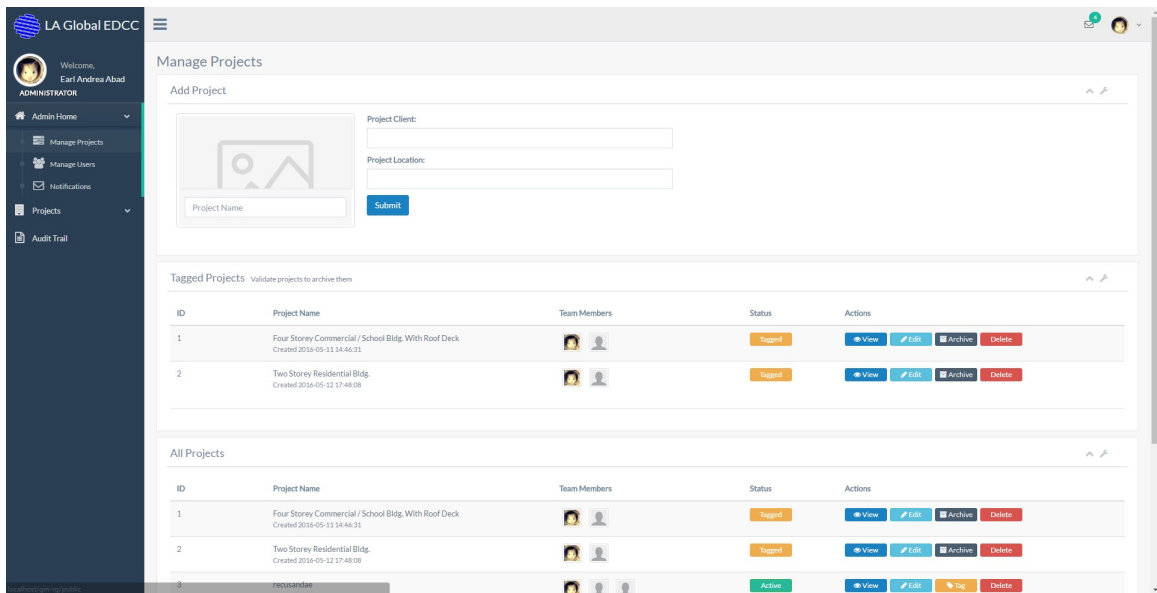 LA Global EDCC
4
Welcome,
Earl Andrea Abad
ADMINISTRATOR
Admin Home
Manage Projects
Manage Users
Notifications
Projects
Audit Trail
Manage Projects
Add Project
Project Client:
Project Location:
Project Name
Submit
Tagged Projects Validate projects to archive them
ID Project Name Team Members Status Actions
1 Four Storey Commercial / School Bldg. With Roof Deck Tagged View Edit Archive Delete
Created 2016-05-11 14:46:31
2 Two Storey Residential Bldg. Tagged View Edit Archive Delete
Created 2016-05-12 17:48:08
All Projects
ID Project Name Team Members Status Actions
1 Four Storey Commercial / School Bldg. With Roof Deck Tagged View Edit Archive Delete
Created 2016-05-11 14:46:31
2 Two Storey Residential Bldg. Tagged View Edit Archive Delete
Created 2016-05-12 17:48:08
3 recusandae Active View Edit Tag Delete